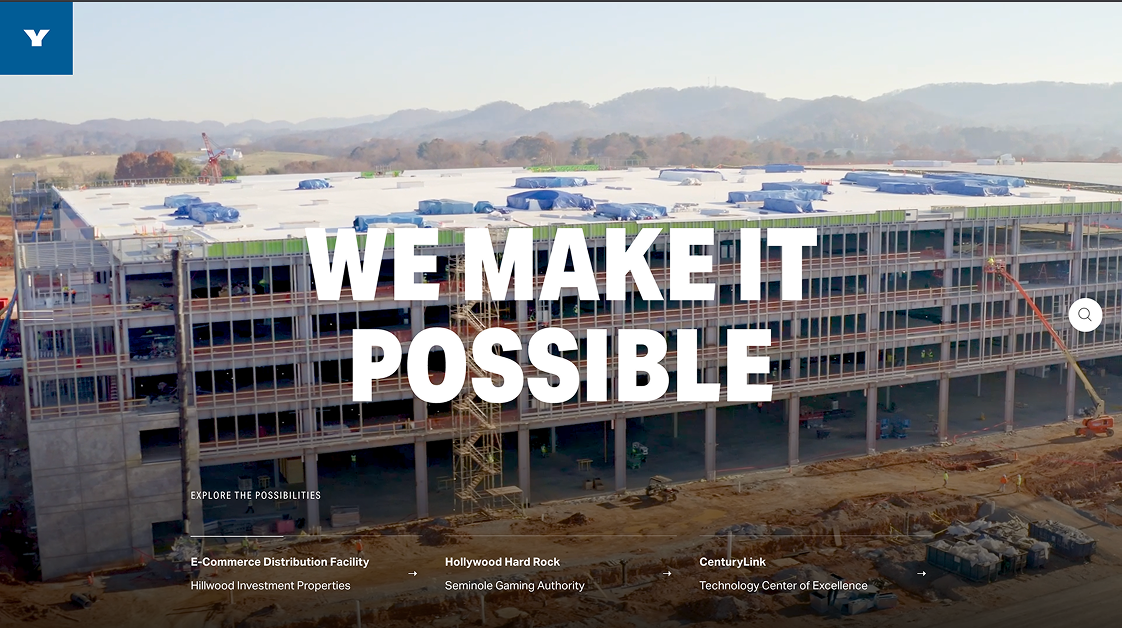 Y
WE MAKE IT
POSSIBLE
EXPLORE THE POSSIBILITIES
E-Commerce Distribution Facility
Hillwood Investment Properties
Hollywood Hard Rock
Seminole Gaming Authority
CenturyLink
Technology Center of Excellence